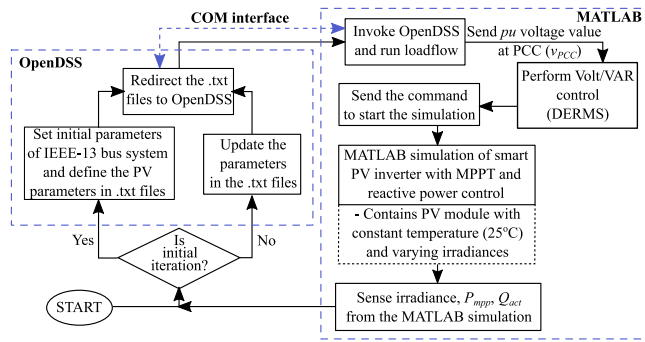 COM interface
MATLAB
OpenDSS
Redirect the .txt
files to OpenDSS
Set initial parameters
of IEEE-13 bus system
and define the PV
parameters in .txt files
Update the
parameters
in the .txt files
Yes
Is
initial
iteration?
No
START
Invoke OpenDSS
and run loadflow
Send pu voltage value
at PCC (vPCC)
Perform Volt/VAR
control
(DERMS)
Send the command
to start the simulation
MATLAB simulation of smart
PV inverter with MPPT and
reactive power control
- Contains PV module with
constant temperature (25°C)
and varying irradiances
Sense irradiance, Pmpp, Qact
from the MATLAB simulation